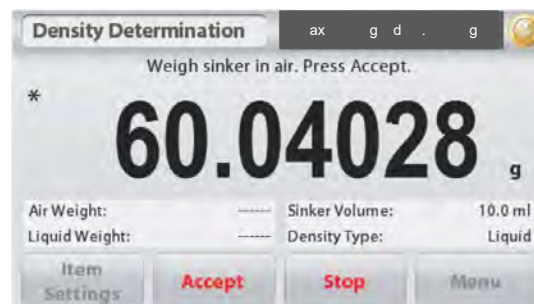 Density Determination
Weigh sinker in air. Press Accept.
*
60.04028 g
Air Weight: ------ Sinker Volume: 10.0 ml
Liquid Weight: ------ Density Type: Liquid
Item Settings Accept Stop Menu